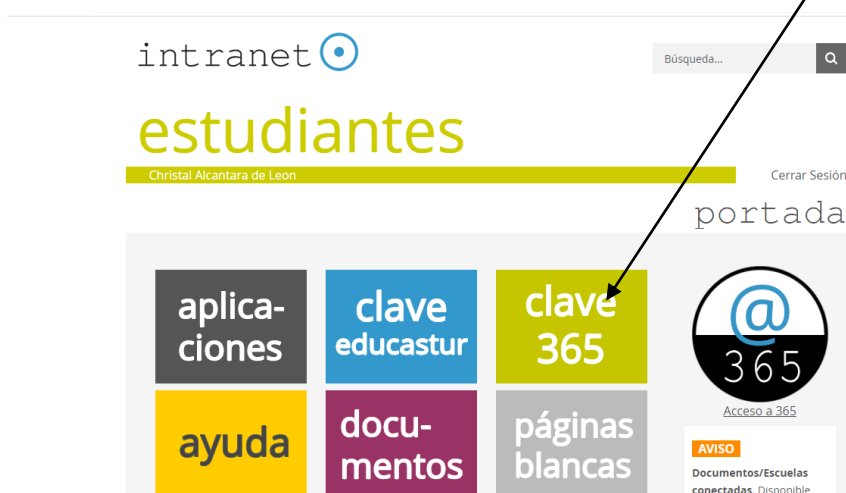 intranet
Búsqueda...
estudiantes
Christal Alcantara de Leon
Cerrar Sesión
portada
aplica-
ciones
clave
educastur
clave
365
@
365
Acceso a 365
ayuda
docu-
mentos
páginas
blancas
AVISO
Documentos/Escuelas
conectadas. Disponible